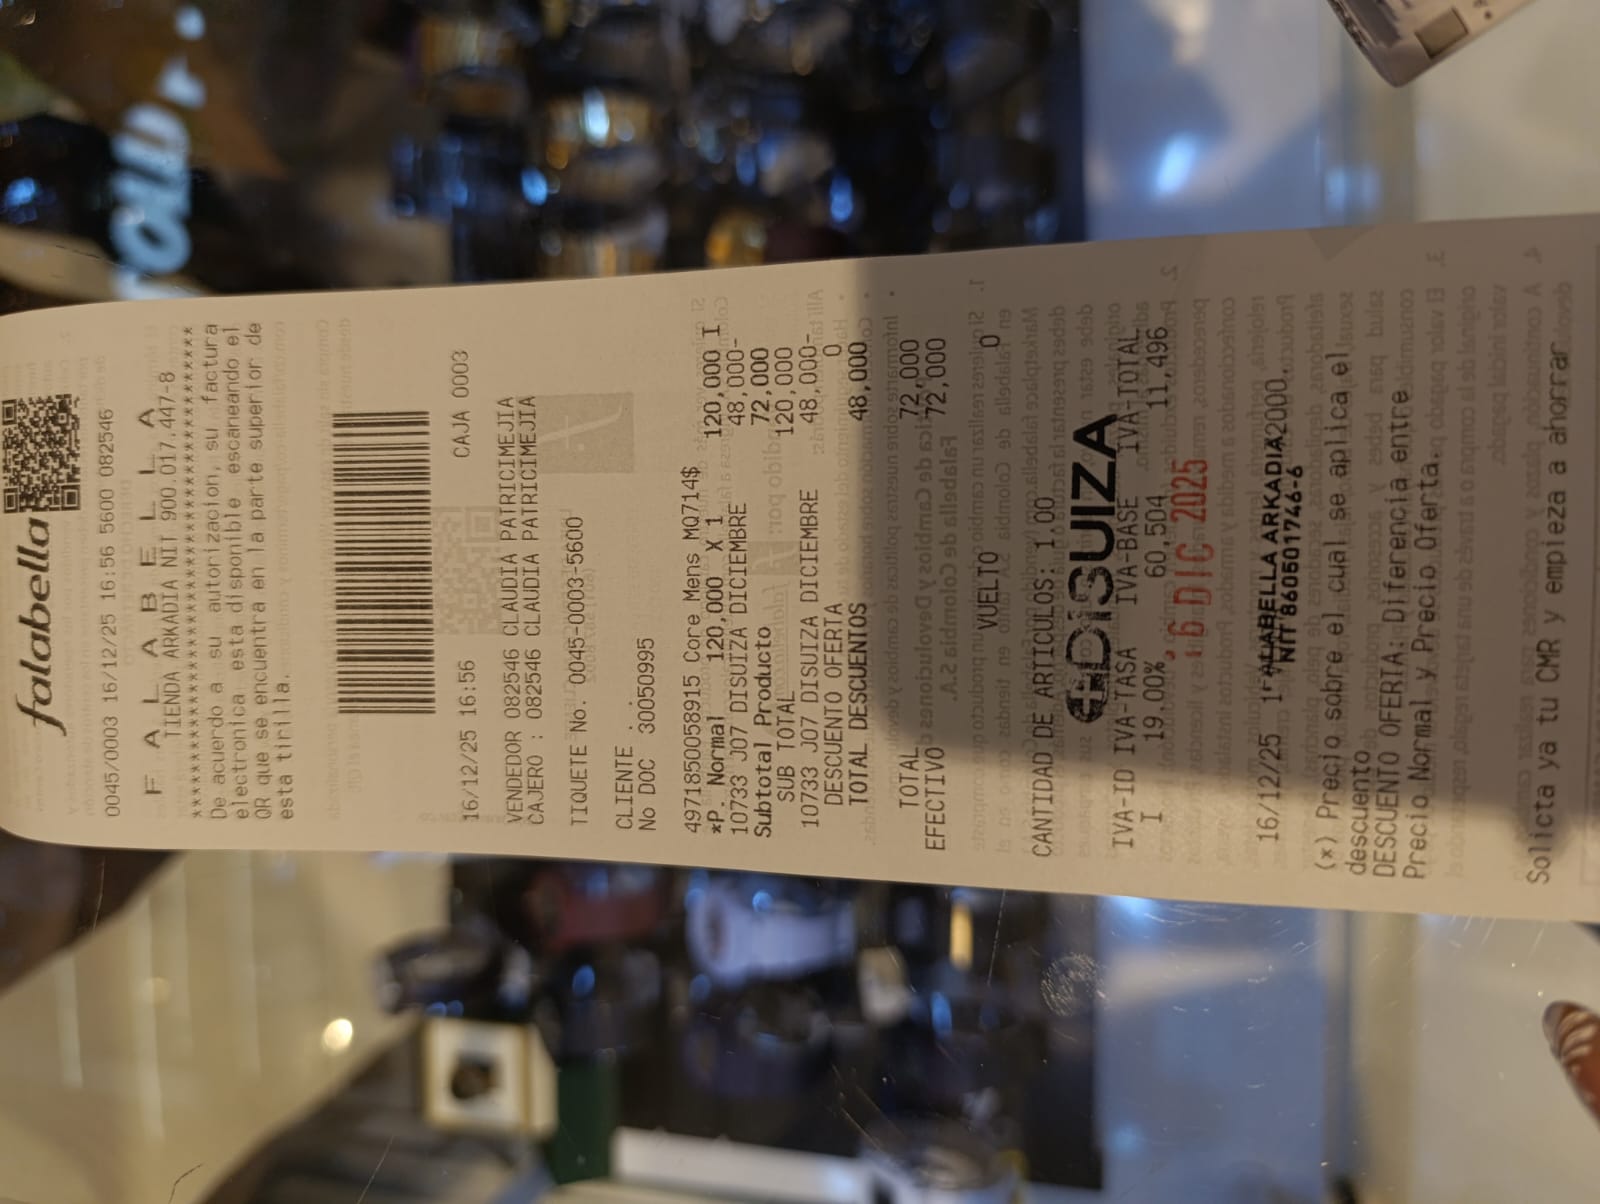 falabella
0045/0003 16/12/25 16:56 5600 082546
F A L A B E L L A
TIENDA ARKADIA NIT 900.017.447-8
************************************
De acuerdo a su autorizacion, su factura
electronica esta disponible escaneando el
QR que se encuentra en la parte superior de
esta tirilla.
16/12/25 16:56 CAJA 0003
VENDEDOR 082546 CLAUDIA PATRICIMEJIA
CAJERO : 082546 CLAUDIA PATRICIMEJIA
TIQUETE No. 0045-0003-5600
CLIENTE . .
No DOC 30050995
4971850058915 Core Mens MQ714$
*P. Normal 120,000 X 1 120,000 I
10733 J07 DISUIZA DICIEMBRE 48,000-
Subtotal Producto 72,000
SUB TOTAL 120,000
10733 J07 DISUIZA DICIEMBRE 48,000-
DESCUENTO OFERTA 0
TOTAL DESCUENTOS 48,000
TOTAL 72,000
EFECTIVO 72,000
VUELTO 0
CANTIDAD DE ARTICULOS: 1.00
DISUIZA
IVA-ID IVA-TASA IVA-BASE IVA-TOTAL
I 19.00% 60,504 11,496
16 DIC 2025
16/12/25
FALABELLA ARKADIA
NIT 860501746-6
(*) Precio sobre el cual se aplica el
descuento
DESCUENTO OFERTA: Diferencia entre
Precio Normal y Precio Oferta.
Solicta ya tu CMR y empieza a ahorrar